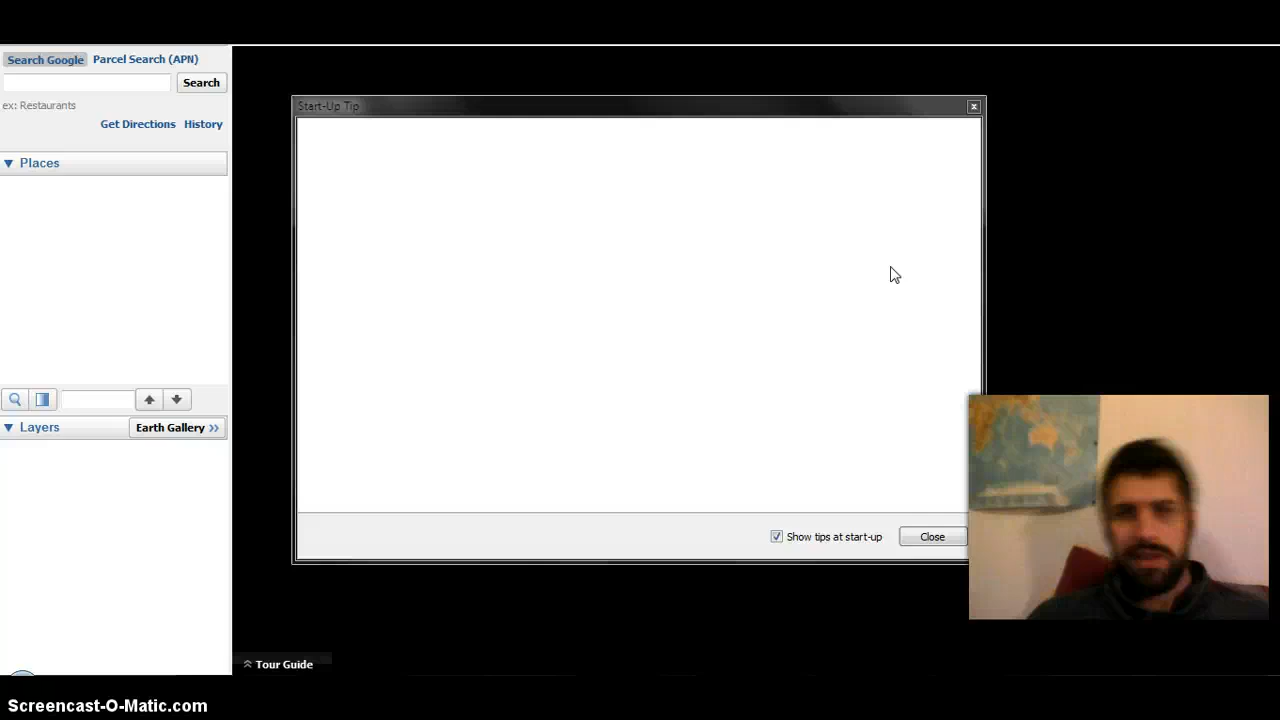 Search Google Parcel Search (APN)
Search
ex: Restaurants
Get Directions History
Places
Layers Earth Gallery >>
Start-Up Tip
Show tips at start-up Close
Tour Guide
Screencast-O-Matic.com